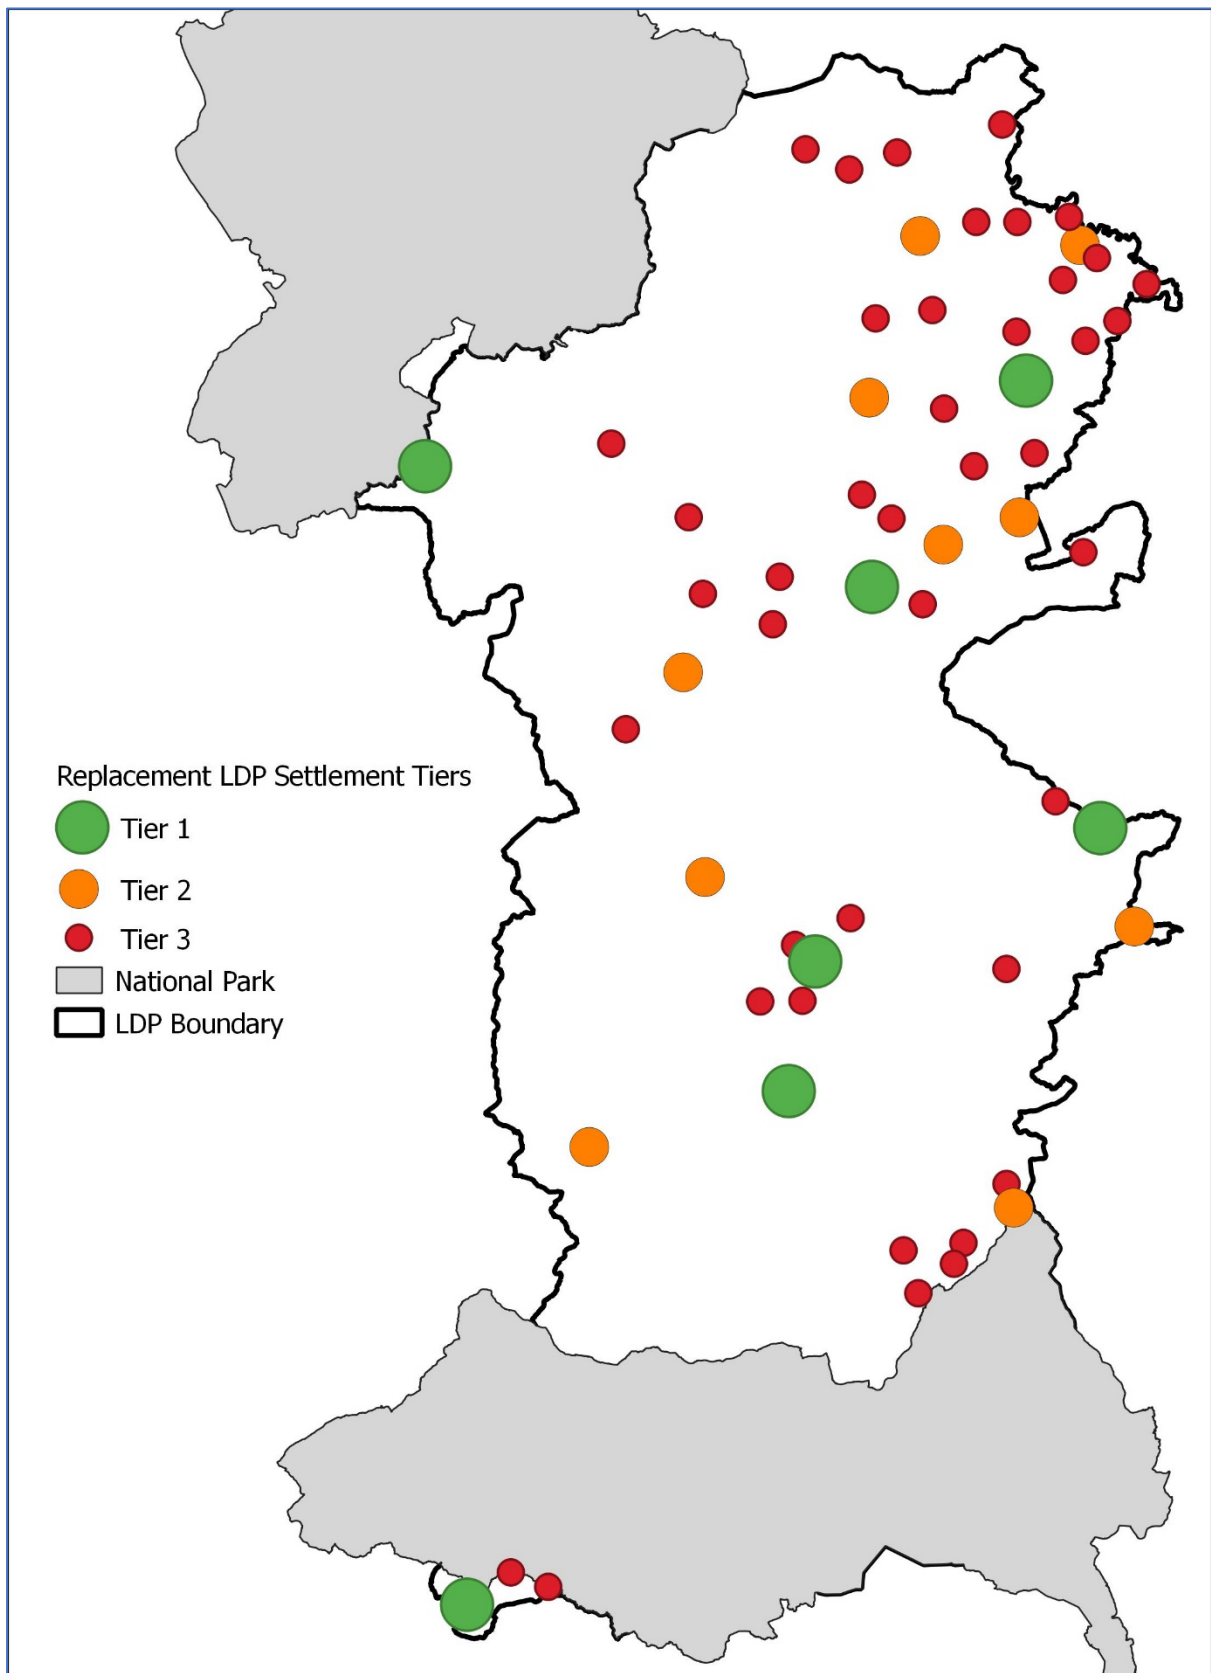 Replacement LDP Settlement Tiers
Tier 1
Tier 2
Tier 3
National Park
LDP Boundary